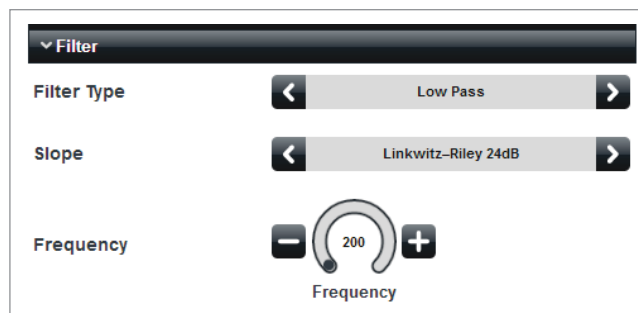 Filter
Filter Type
Low Pass
Slope
Linkwitz–Riley 24dB
Frequency
200
Frequency